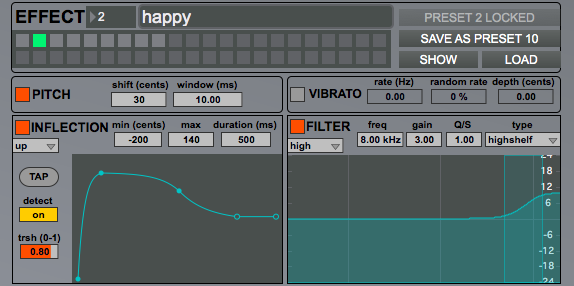 EFFECT 2 happy PRESET 2 LOCKED
SAVE AS PRESET 10
SHOW LOAD
PITCH shift (cents) window (ms)
30 10.00
VIBRATO rate (Hz) random rate depth (cents)
0.00 0 % 0.00
INFLECTION min (cents) max duration (ms)
up -200 140 500
TAP
detect
on
trsh (0-1)
0.80
FILTER freq gain Q/S type
high 8.00 kHz 3.00 1.00 highshelf
24
18
12
6
-6
-12
-18
-24